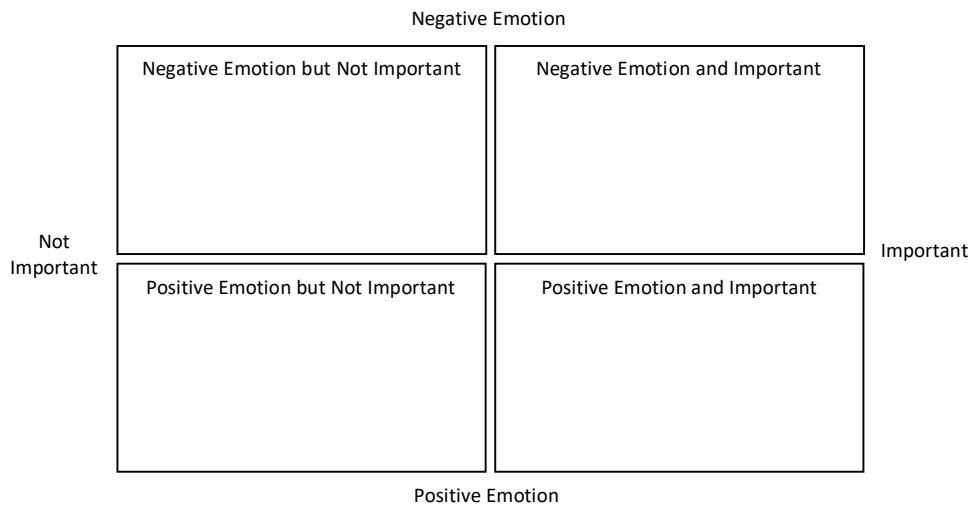 Negative Emotion
Negative Emotion but Not Important
Negative Emotion and Important
Not
Important
Important
Positive Emotion but Not Important
Positive Emotion and Important
Positive Emotion